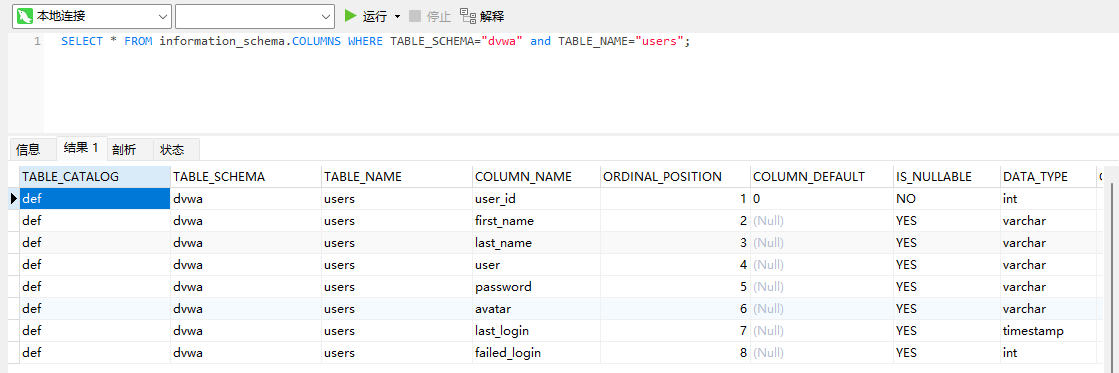 本地连接 运行 停止 解释
1 SELECT * FROM information_schema.COLUMNS WHERE TABLE_SCHEMA="dvwa" and TABLE_NAME="users";
信息 结果 1 剖析 状态
TABLE_CATALOG TABLE_SCHEMA TABLE_NAME COLUMN_NAME ORDINAL_POSITION COLUMN_DEFAULT IS_NULLABLE DATA_TYPE
def dvwa users user_id 1 0 NO int
def dvwa users first_name 2 (Null) YES varchar
def dvwa users last_name 3 (Null) YES varchar
def dvwa users user 4 (Null) YES varchar
def dvwa users password 5 (Null) YES varchar
def dvwa users avatar 6 (Null) YES varchar
def dvwa users last_login 7 (Null) YES timestamp
def dvwa users failed_login 8 (Null) YES int